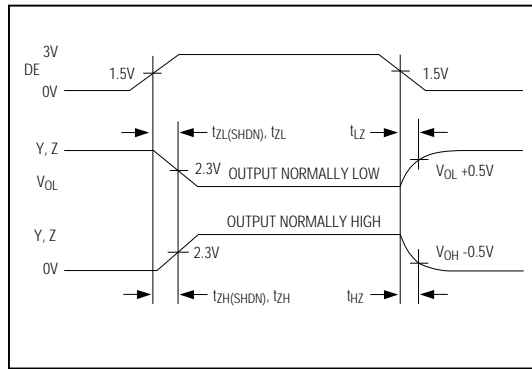 3V
DE
1.5V
1.5V
0V
tZL(SHDN), tZL
tLZ
Y, Z
2.3V
OUTPUT NORMALLY LOW
VOL +0.5V
VOL
OUTPUT NORMALLY HIGH
Y, Z
2.3V
VOH -0.5V
0V
tZH(SHDN), tZH
tHZ